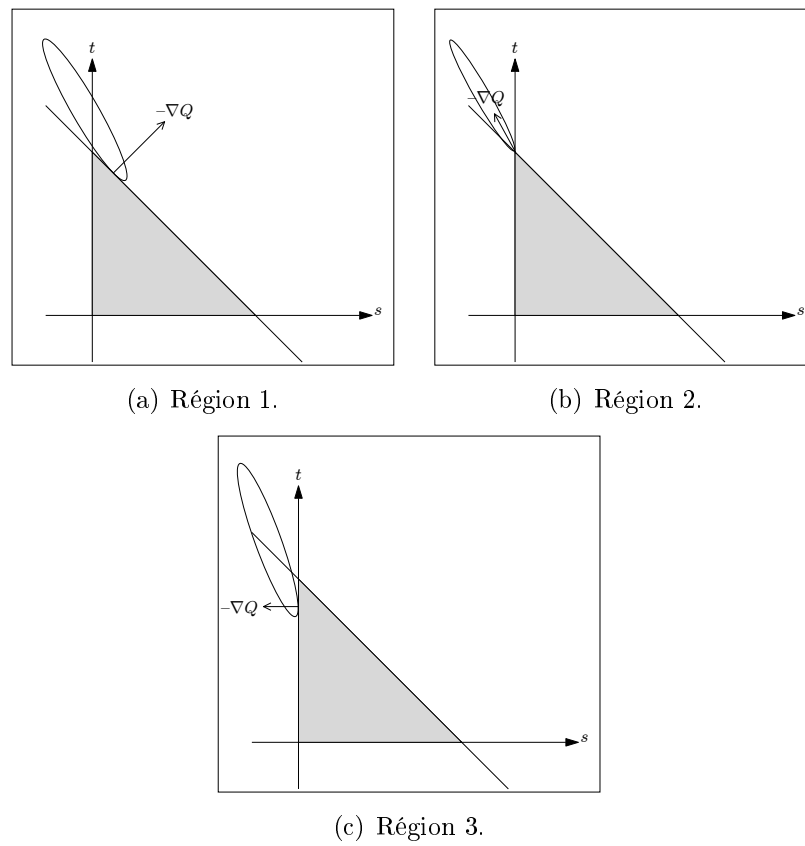 t
–∇Q
s
(a) Région 1.
t
–∇Q
s
(b) Région 2.
t
–∇Q
s
(c) Région 3.